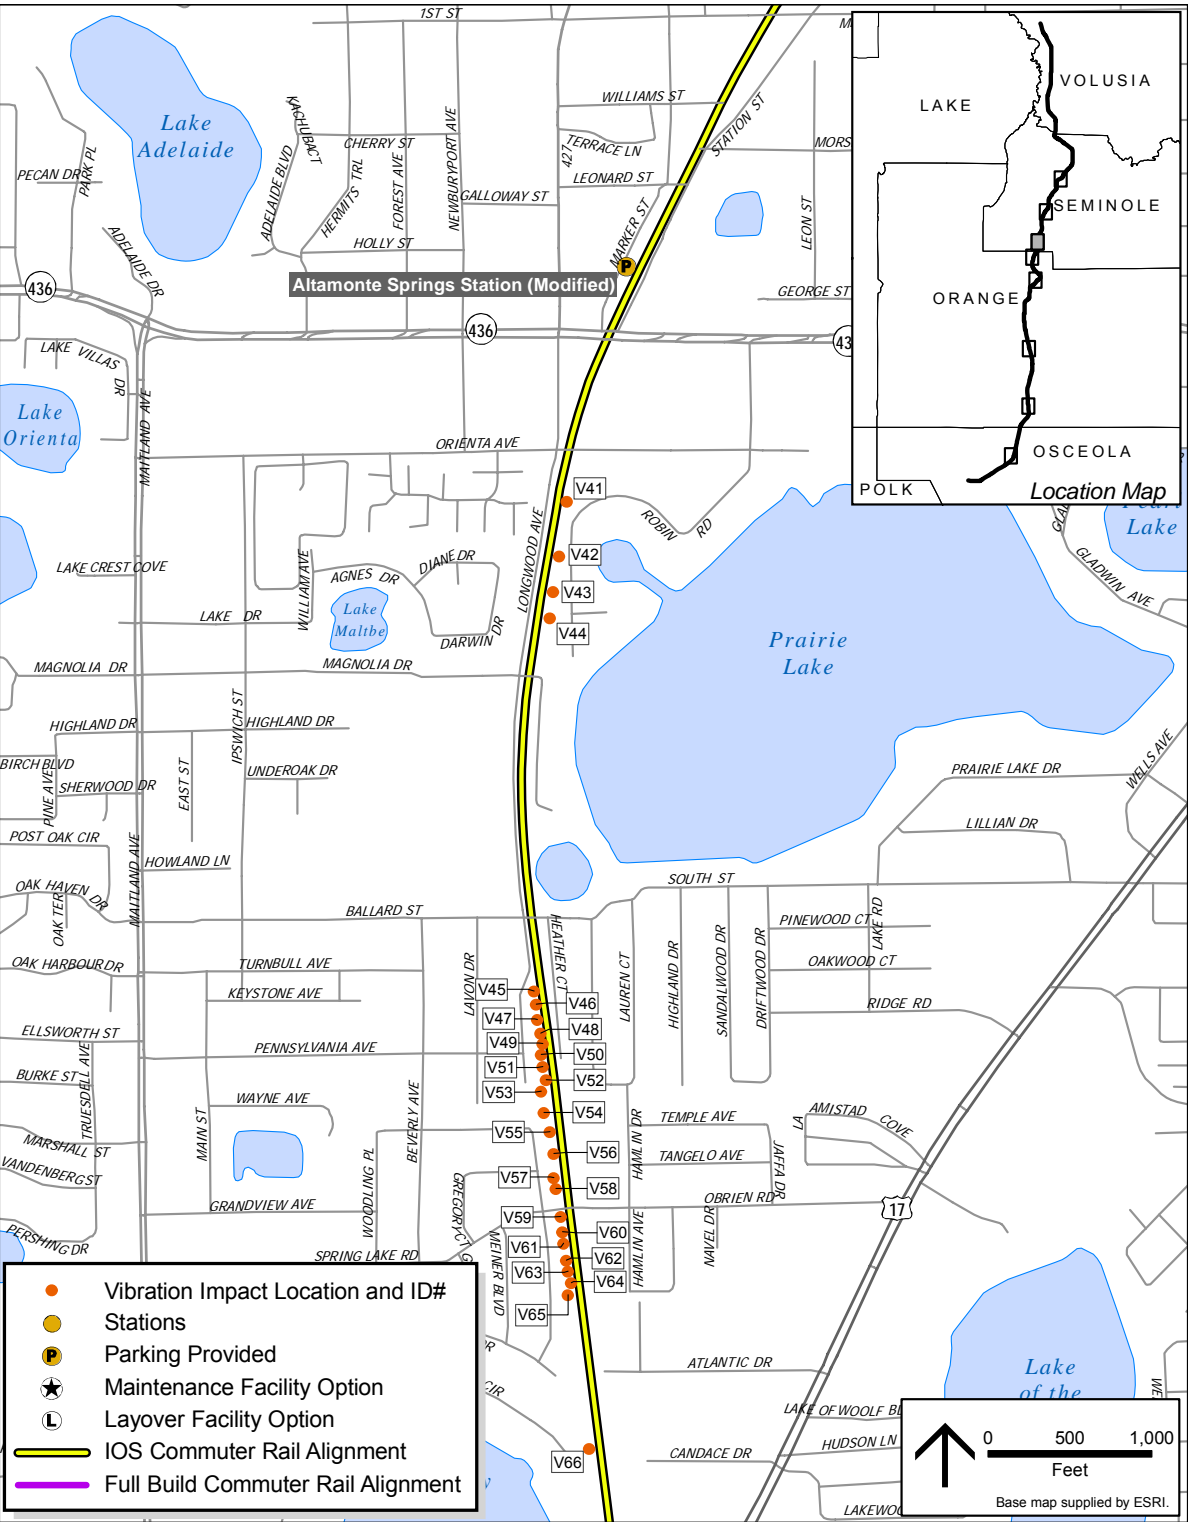 1ST ST
WILLIAMS ST
STATION ST
KACHUBACT
Lake
Adelaide
CHERRY ST
TERRACE LN
MORS
427
PECAN DR
PARK PL
ADELAIDE BLVD
HERMITS TRL
FOREST AVE
NEWBURYPORT AVE
GALLOWAY ST
LEONARD ST
MARKER ST
LEON ST
HOLLY ST
ADELAIDE DR
P
Altamonte Springs Station (Modified)
GEORGE ST
436
436
43
LAKE
VOLUSIA
SEMINOLE
ORANGE
OSCEOLA
POLK
Location Map
LAKE VILLAS
DR
Lake
Orienta
MAITLAND AVE
ORIENTA AVE
V41
ROBIN
RD
Lake
GLADWIN AVE
LONGWOOD AVE
V42
V43
V44
LAKE CREST COVE
WILLIAM AVE
AGNES DR
DIANE DR
DARWIN DR
Lake
Maltbe
LAKE DR
Prairie
Lake
MAGNOLIA DR
MAGNOLIA DR
IPSWICH ST
HIGHLAND DR
HIGHLAND DR
BIRCH BLVD
PINE AVE
SHERWOOD DR
EAST ST
UNDEROAK DR
PRAIRIE LAKE DR
WELLS AVE
LILLIAN DR
POST OAK CIR
MAITLAND AVE
HOWLAND LN
SOUTH ST
OAK HAVEN DR
OAK TER
BALLARD ST
HEATHER CT
PINEWOOD CT
LAKE RD
OAK HARBOUR DR
TURNBULL AVE
LAVON DR
LAUREN CT
HIGHLAND DR
SANDALWOOD DR
DRIFTWOOD DR
OAKWOOD CT
KEYSTONE AVE
RIDGE RD
V45
V46
V47
V48
V49
V50
V51
V52
V53
V54
V55
V56
V57
V58
V59
V60
V61
V62
V63
V64
V65
V66
ELLSWORTH ST
TRUESDELL AVE
PENNSYLVANIA AVE
BURKE ST
BEVERLY AVE
WAYNE AVE
MAIN ST
MARSHALL ST
VANDENBERG ST
HAMLIN DR
TEMPLE AVE
TANGELO AVE
JAFFA DR
LA
AMISTAD
COVE
OBRIEN RD
17
GRANDVIEW AVE
WOODLING PL
GREGORY CT
MEINER BLVD
PERSHING DR
SPRING LAKE RD
HAMLIN AVE
NAVEL DR
ATLANTIC DR
CIR
CANDACE DR
Lake
of the
LAKE OF WOOLF BL
HUDSON LN
LAKEWOO
Vibration Impact Location and ID#
Stations
P
Parking Provided
Maintenance Facility Option
L
Layover Facility Option
IOS Commuter Rail Alignment
Full Build Commuter Rail Alignment
0 500 1,000
Feet
Base map supplied by ESRI.